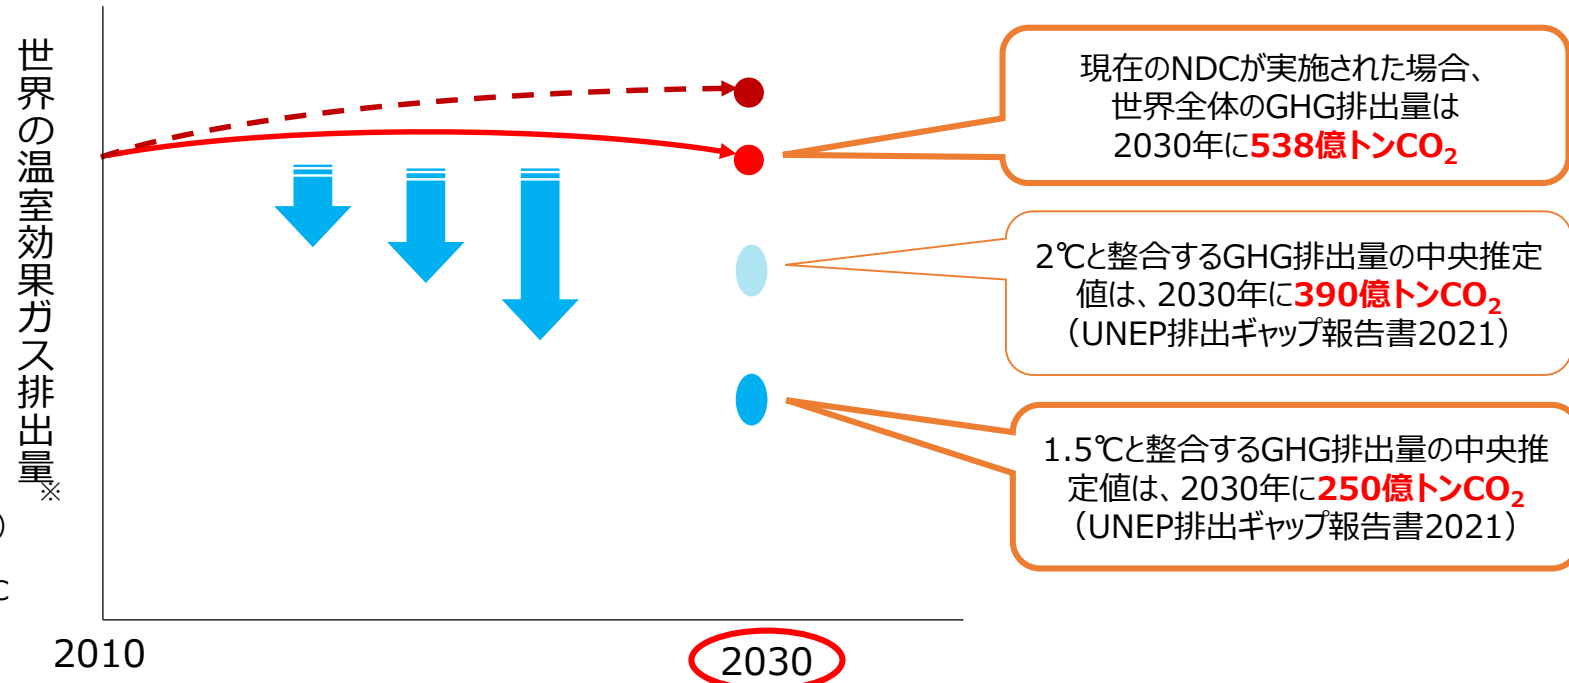 世界の温室効果ガス排出量※
)
C
現在のNDCが実施された場合、
世界全体のGHG排出量は
2030年に538億トンCO₂
2℃と整合するGHG排出量の中央推定
値は、2030年に390億トンCO₂
（UNEP排出ギャップ報告書2021）
1.5℃と整合するGHG排出量の中央推
定値は、2030年に250億トンCO₂
（UNEP排出ギャップ報告書2021）
2010
2030